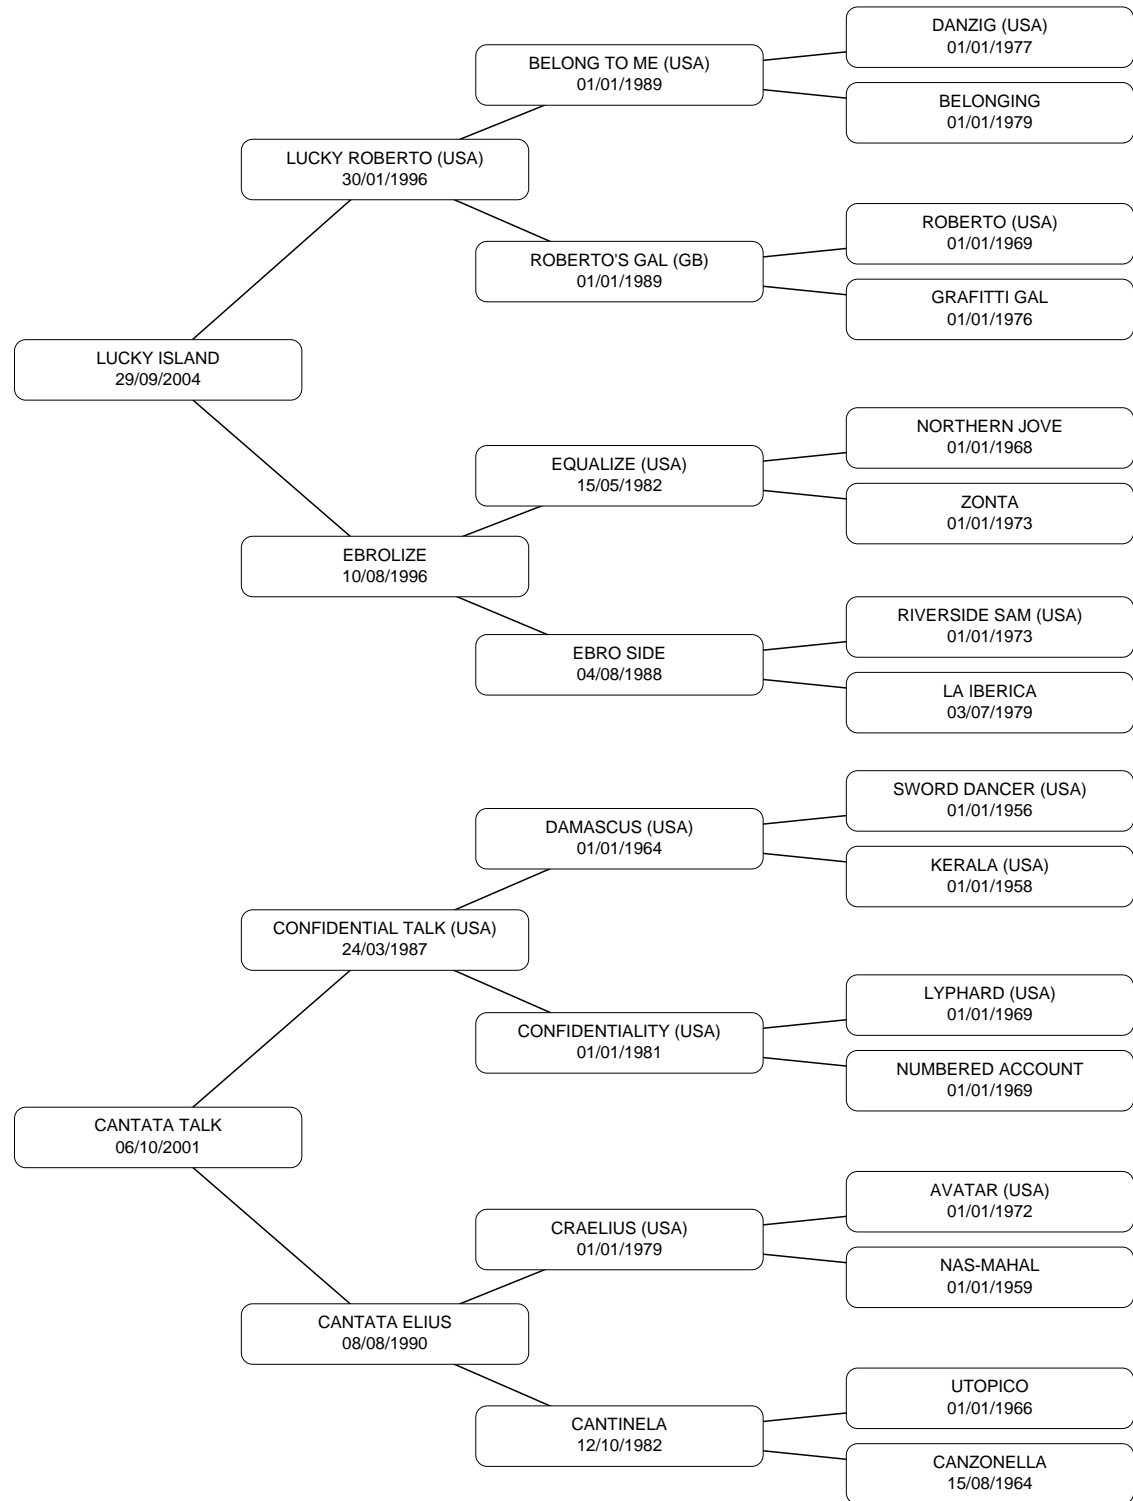 DANZIG (USA)
01/01/1977
BELONG TO ME (USA)
01/01/1989
BELONGING
01/01/1979
LUCKY ROBERTO (USA)
30/01/1996
ROBERTO (USA)
01/01/1969
ROBERTO'S GAL (GB)
01/01/1989
GRAFITTI GAL
01/01/1976
LUCKY ISLAND
29/09/2004
NORTHERN JOVE
01/01/1968
EQUALIZE (USA)
15/05/1982
ZONTA
01/01/1973
EBROLIZE
10/08/1996
RIVERSIDE SAM (USA)
01/01/1973
EBRO SIDE
04/08/1988
LA IBERICA
03/07/1979
SWORD DANCER (USA)
01/01/1956
DAMASCUS (USA)
01/01/1964
KERALA (USA)
01/01/1958
CONFIDENTIAL TALK (USA)
24/03/1987
LYPHARD (USA)
01/01/1969
CONFIDENTIALITY (USA)
01/01/1981
NUMBERED ACCOUNT
01/01/1969
CANTATA TALK
06/10/2001
AVATAR (USA)
01/01/1972
CRAELIUS (USA)
01/01/1979
NAS-MAHAL
01/01/1959
CANTATA ELIUS
08/08/1990
UTOPICO
01/01/1966
CANTINELA
12/10/1982
CANZONELLA
15/08/1964